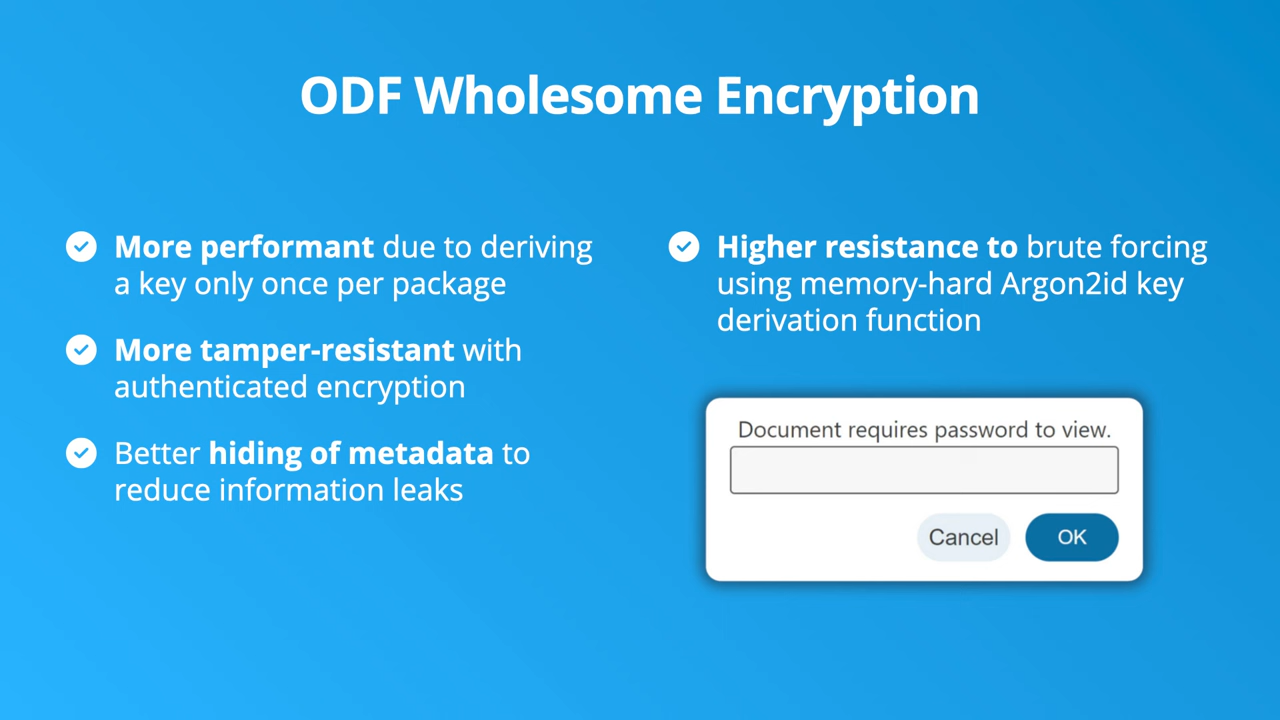 ODF Wholesome Encryption
More performant due to deriving
a key only once per package
More tamper-resistant with
authenticated encryption
Better hiding of metadata to
reduce information leaks
Higher resistance to brute forcing
using memory-hard Argon2id key
derivation function
Document requires password to view.
Cancel
OK